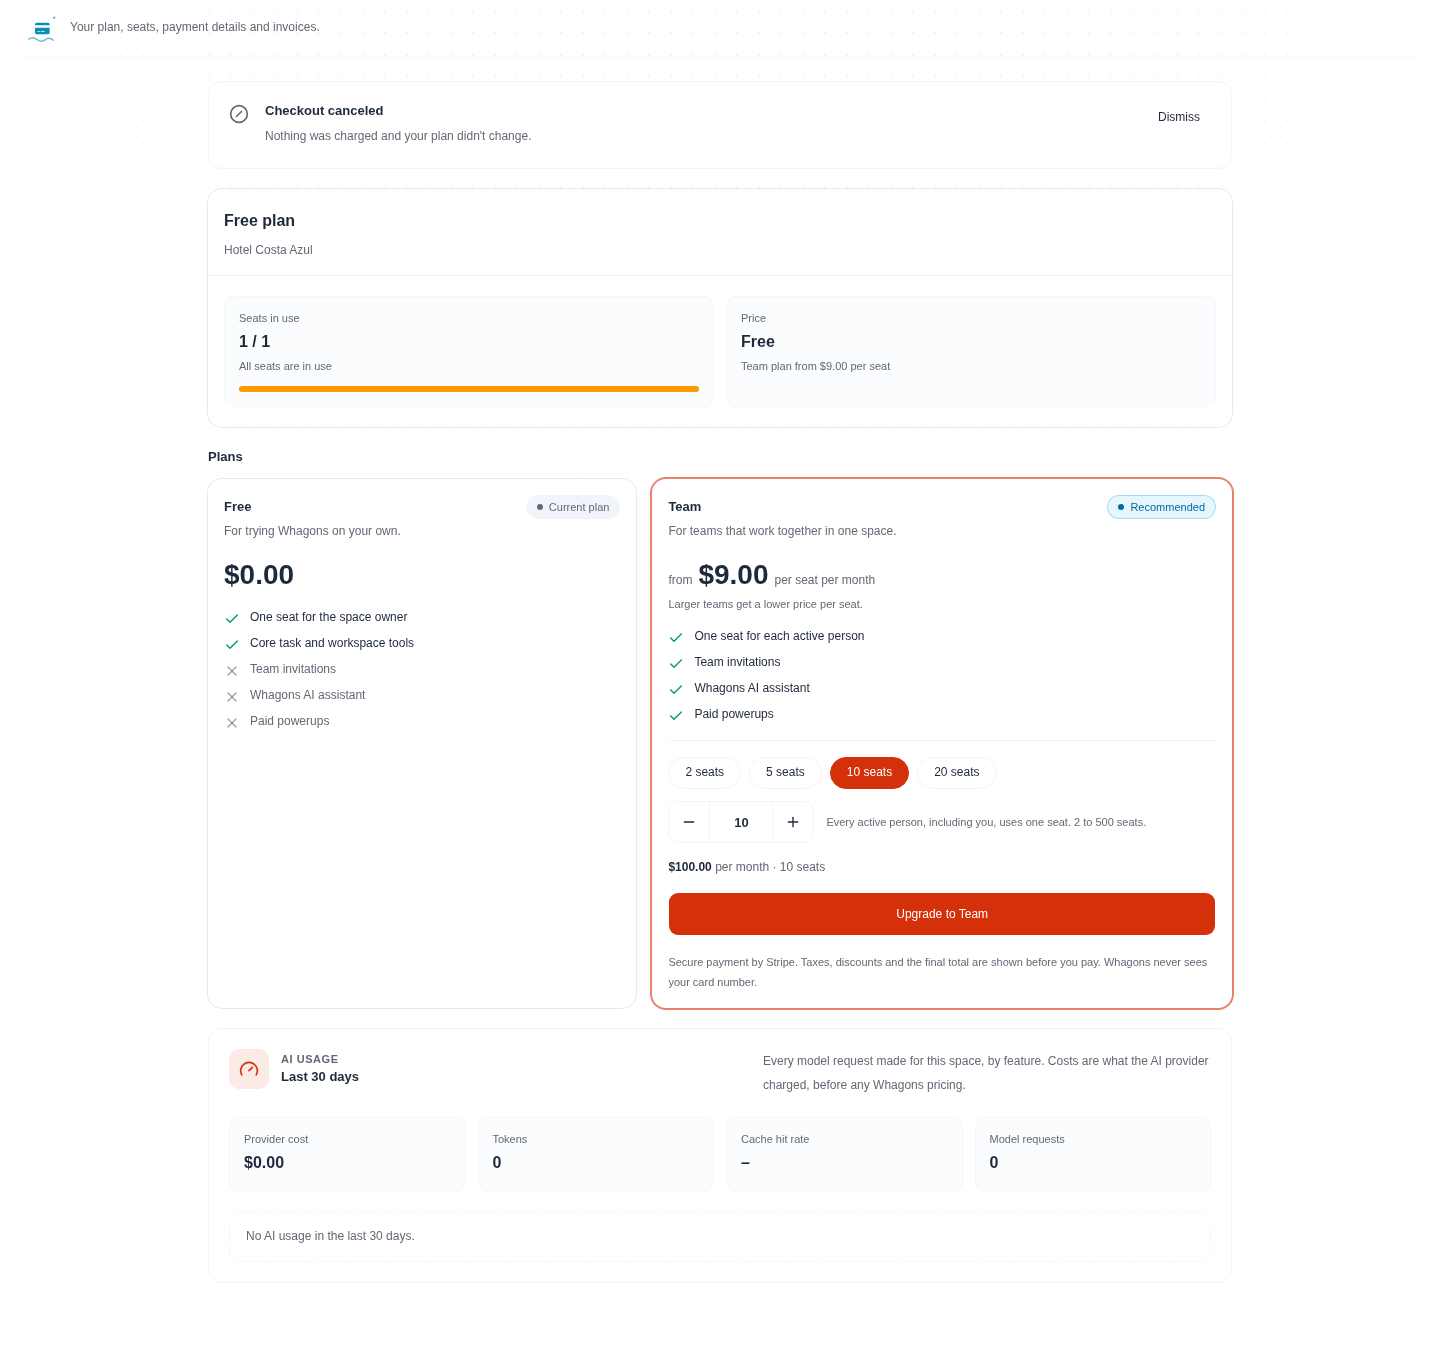 Your plan, seats, payment details and invoices.
Checkout canceled
Nothing was charged and your plan didn't change.
Dismiss
Free plan
Hotel Costa Azul
Seats in use
1 / 1
All seats are in use
Price
Free
Team plan from $9.00 per seat
Plans
Free
Current plan
For trying Whagons on your own.
$0.00
One seat for the space owner
Core task and workspace tools
Team invitations
Whagons AI assistant
Paid powerups
Team
Recommended
For teams that work together in one space.
from $9.00 per seat per month
Larger teams get a lower price per seat.
One seat for each active person
Team invitations
Whagons AI assistant
Paid powerups
2 seats
5 seats
10 seats
20 seats
10
Every active person, including you, uses one seat. 2 to 500 seats.
$100.00 per month · 10 seats
Upgrade to Team
Secure payment by Stripe. Taxes, discounts and the final total are shown before you pay. Whagons never sees
your card number.
AI USAGE
Last 30 days
Every model request made for this space, by feature. Costs are what the AI provider
charged, before any Whagons pricing.
Provider cost
$0.00
Tokens
0
Cache hit rate
–
Model requests
0
No AI usage in the last 30 days.